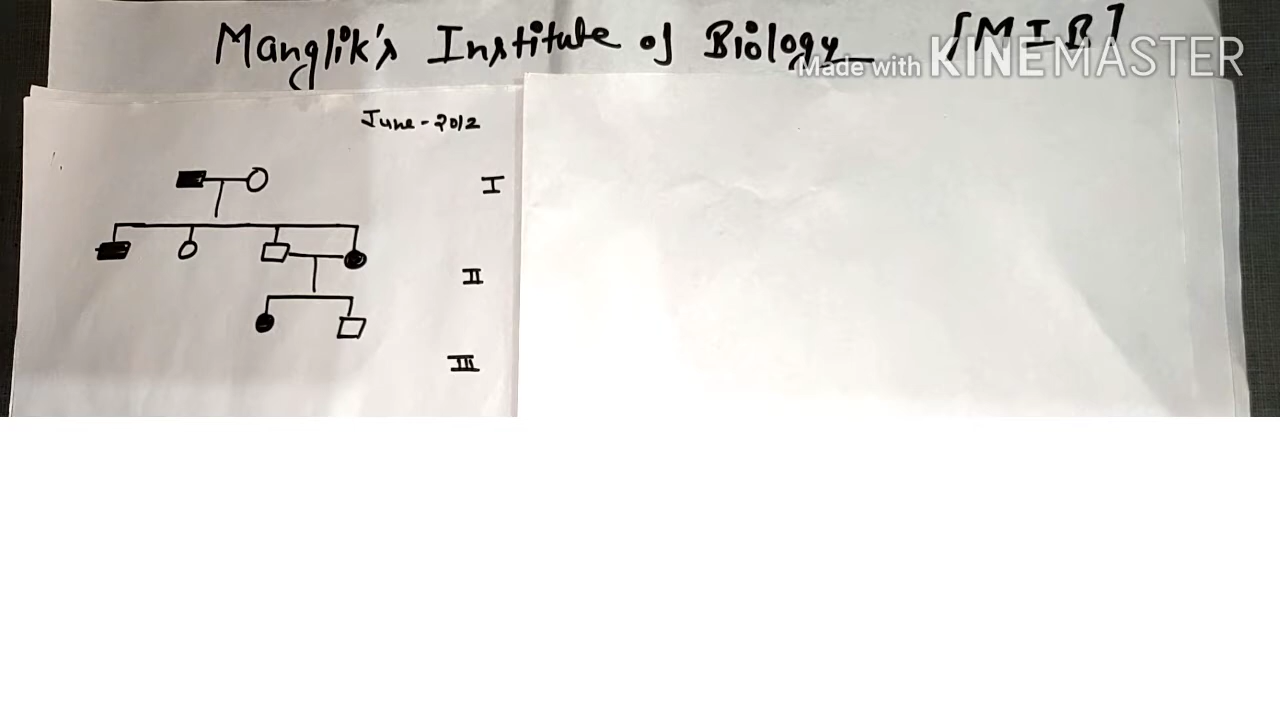 Manglik's Institute of Biology [MIB]
Made with KINEMASTER
June-2012
I
II
III